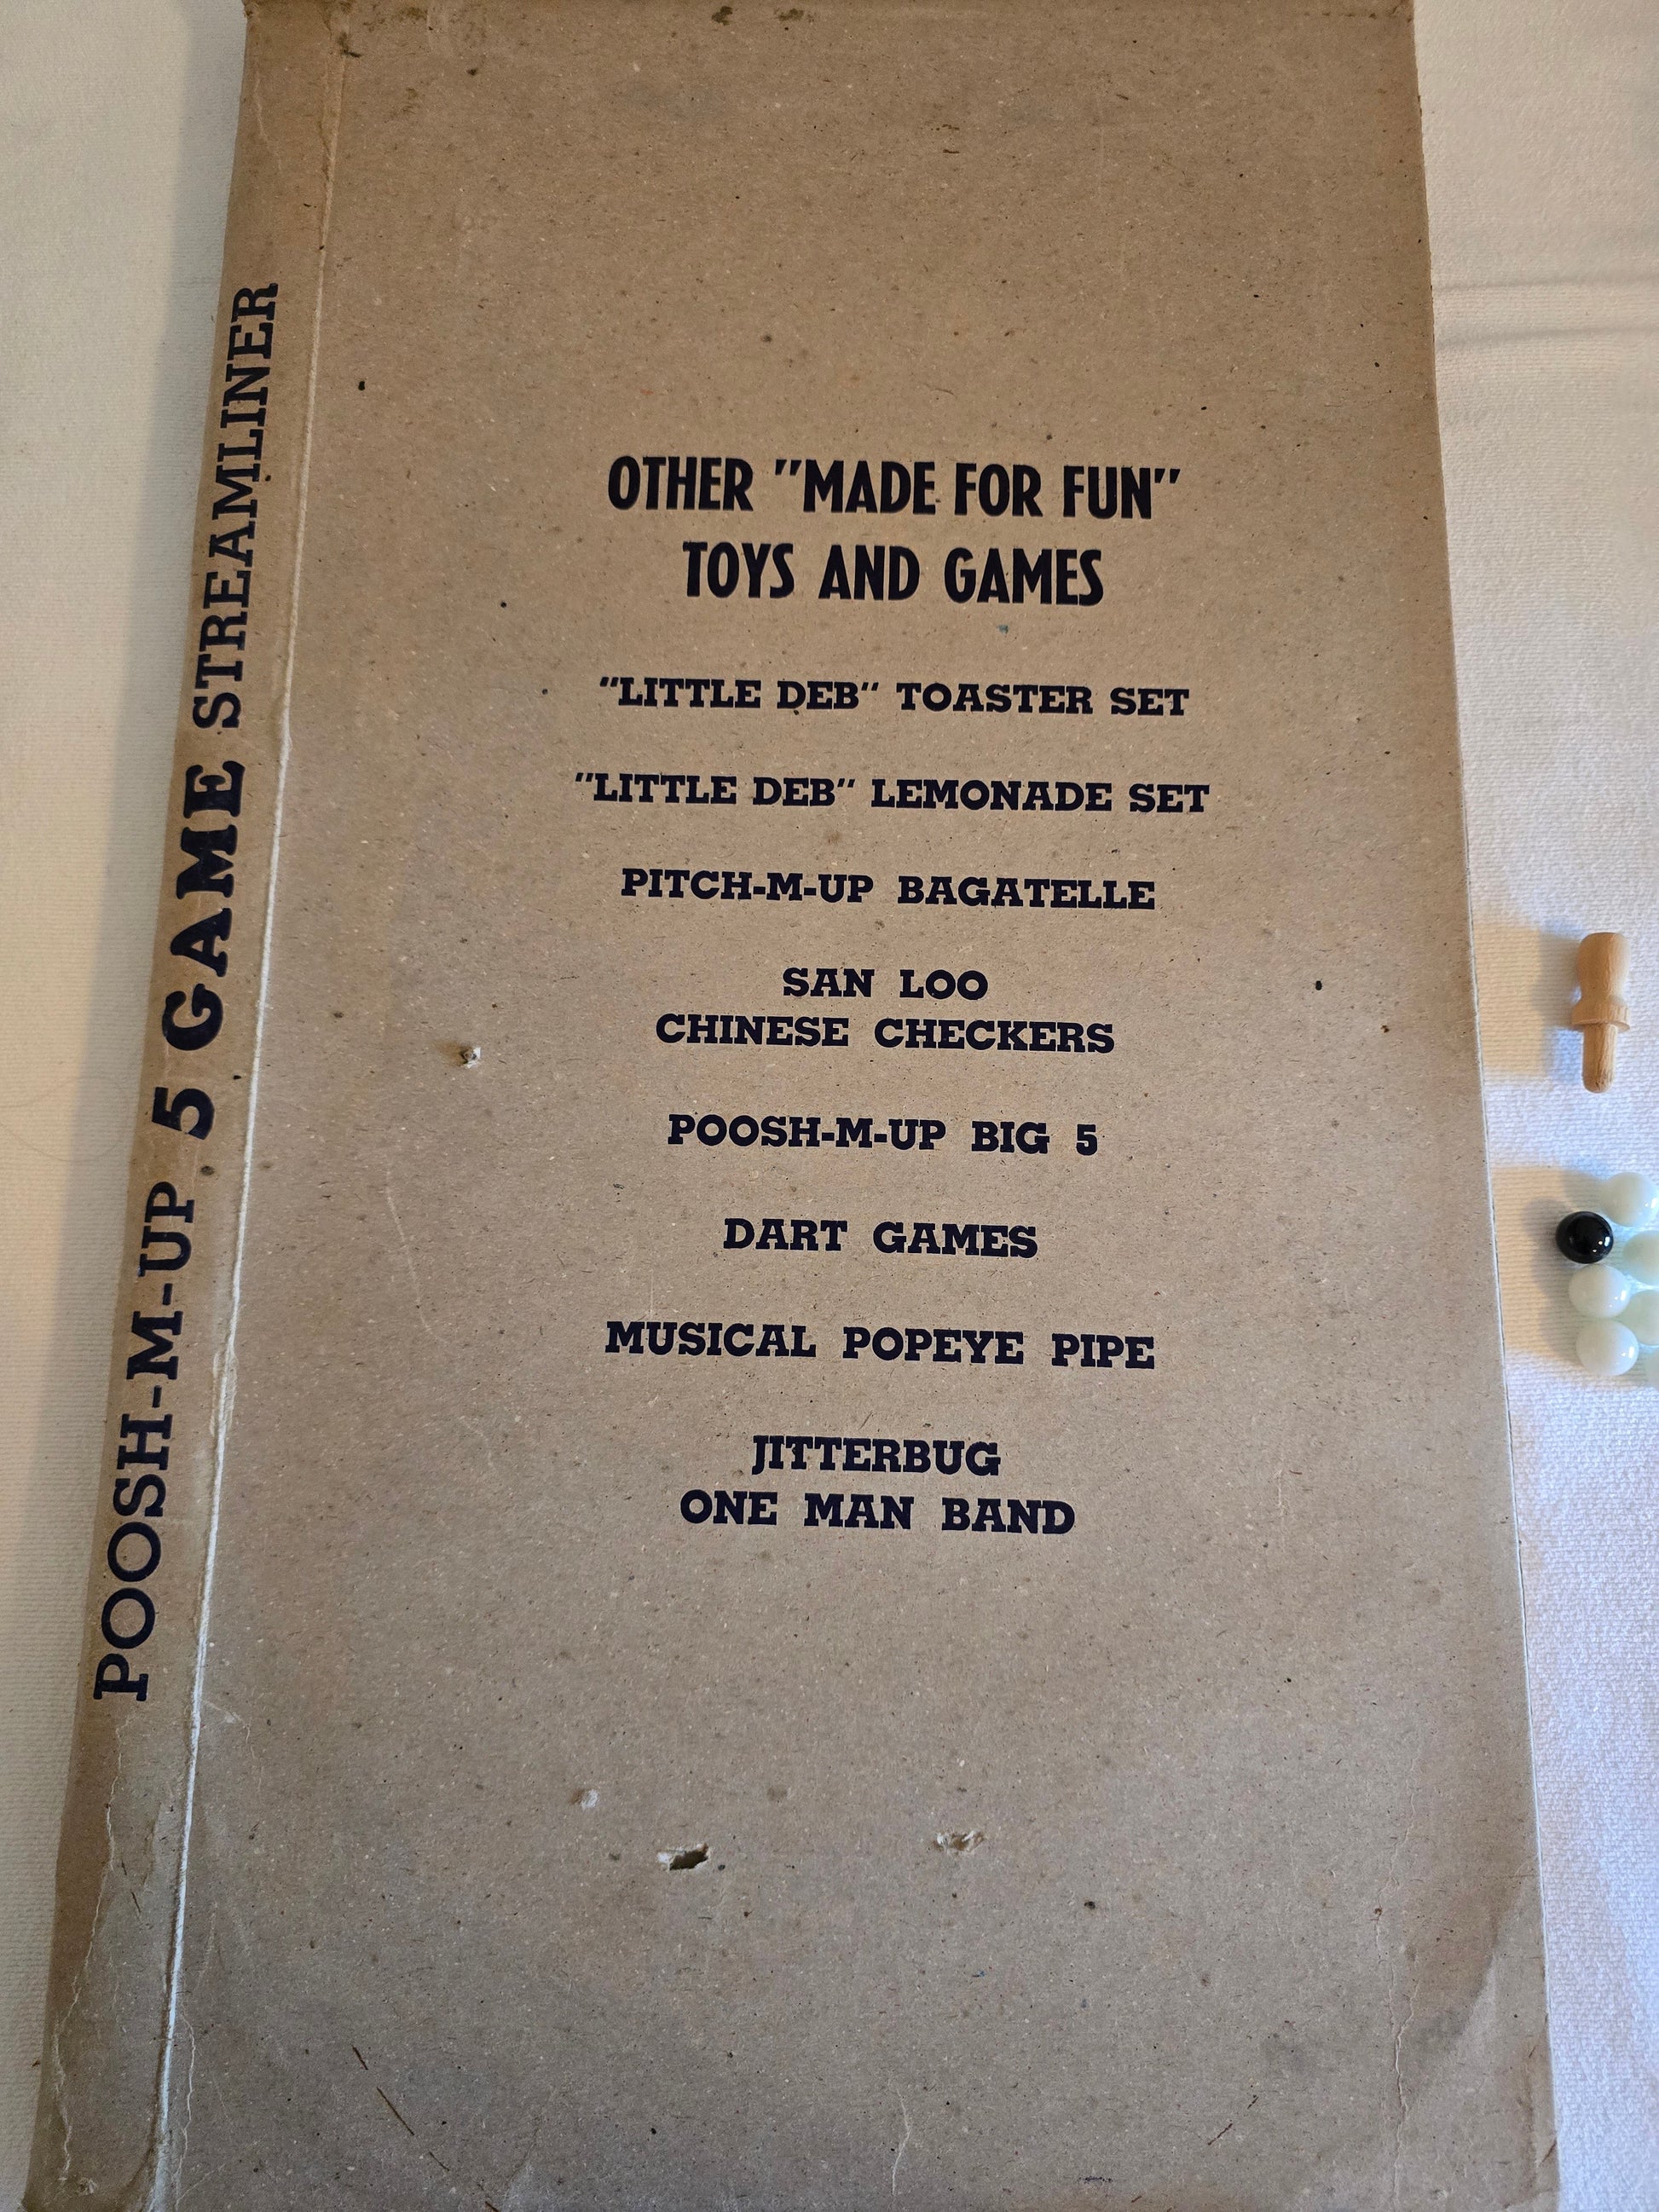 POOSH-M-UP 5 GAME STREAMLINER
OTHER "MADE FOR FUN"
TOYS AND GAMES
"LITTLE DEB" TOASTER SET
"LITTLE DEB" LEMONADE SET
PITCH-M-UP BAGATELLE
SAN LOO
CHINESE CHECKERS
POOSH-M-UP BIG 5
DART GAMES
MUSICAL POPEYE PIPE
JITTERBUG
ONE MAN BAND